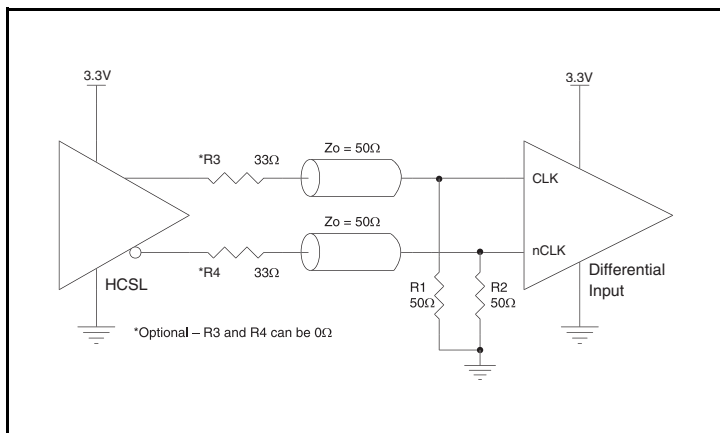 3.3V
3.3V
*R3
33Ω
Zo = 50Ω
CLK
Zo = 50Ω
nCLK
*R4
33Ω
HCSL
R1
50Ω
R2
50Ω
Differential
Input
*Optional – R3 and R4 can be 0Ω